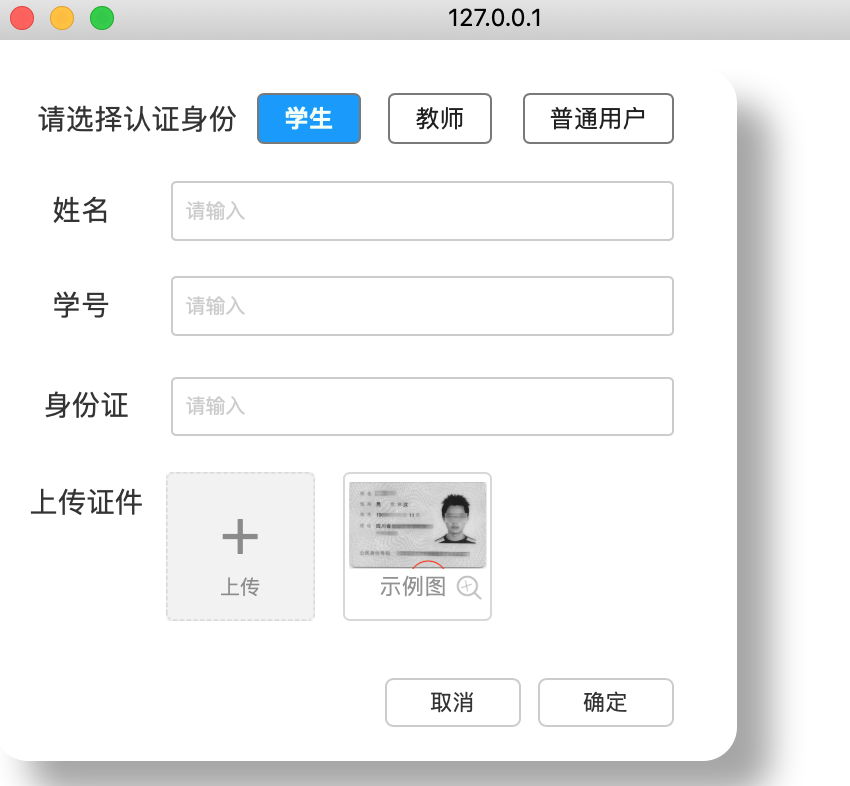 127.0.0.1
请选择认证身份 学生 教师 普通用户
姓名 请输入
学号 请输入
身份证 请输入
上传证件
上传 示例图
取消 确定